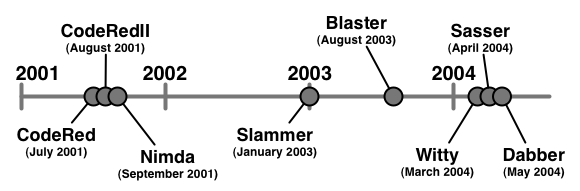 CodeRedII
(August 2001)
Blaster
(August 2003)
Sasser
(April 2004)
2001
2002
2003
2004
CodeRed
(July 2001)
Nimda
(September 2001)
Slammer
(January 2003)
Witty
(March 2004)
Dabber
(May 2004)